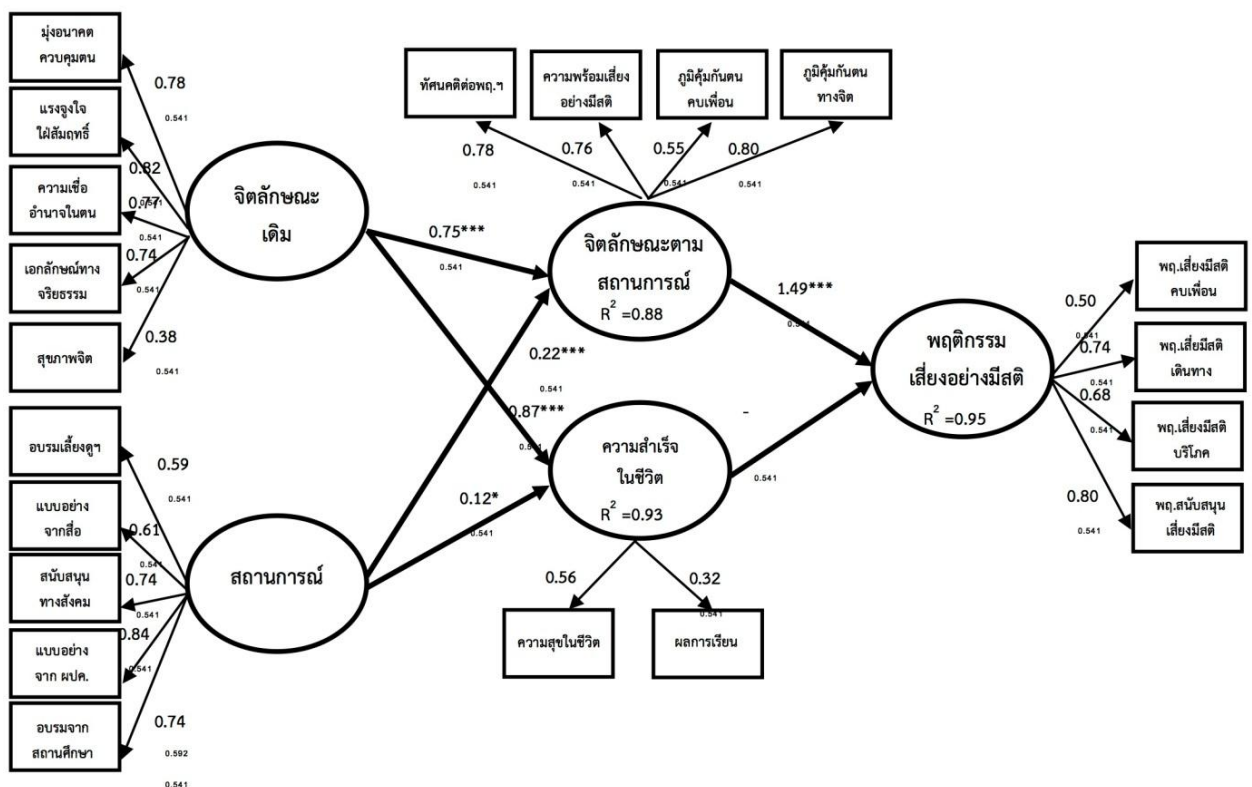 มุ่งอนาคต
ควบคุมตน
0.78
0.541
แรงจูงใจ
ใฝ่สัมฤทธิ์
0.82
0.541
ความเชื่อ
อำนาจในตน
0.77
0.541
เอกลักษณ์ทาง
จริยธรรม
0.74
0.541
สุขภาพจิต
0.38
0.541
จิตลักษณะ
เดิม
อบรมเลี้ยงดูฯ
0.59
0.541
แบบอย่าง
จากสื่อ
0.61
0.541
สนับสนุน
ทางสังคม
0.74
0.541
แบบอย่าง
จาก ผปค.
0.84
0.541
อบรมจาก
สถานศึกษา
0.74
0.592
0.541
สถานการณ์
ทัศนคติต่อพฤ.ฯ
0.78
0.541
ความพร้อมเสี่ยง
อย่างมีสติ
0.76
0.541
ภูมิคุ้มกันตน
คบเพื่อน
0.55
0.541
ภูมิคุ้มกันตน
ทางจิต
0.80
0.541
0.75***
0.541
0.22***
0.541
0.87***
0.12*
0.541
จิตลักษณะตาม
สถานการณ์
R2 =0.88
ความสำเร็จ
ในชีวิต
R2 =0.93
0.56
ความสุขในชีวิต
0.32
0.541
ผลการเรียน
1.49***
-
0.541
พฤติกรรม
เสี่ยงอย่างมีสติ
R2 =0.95
0.50
0.541
พฤ.เสี่ยงมีสติ
คบเพื่อน
0.74
0.541
พฤ.เสี่ยมีสติ
เดินทาง
0.68
0.541
พฤ.เสี่ยงมีสติ
บริโภค
0.80
0.541
พฤ.สนับสนุน
เสี่ยงมีสติ